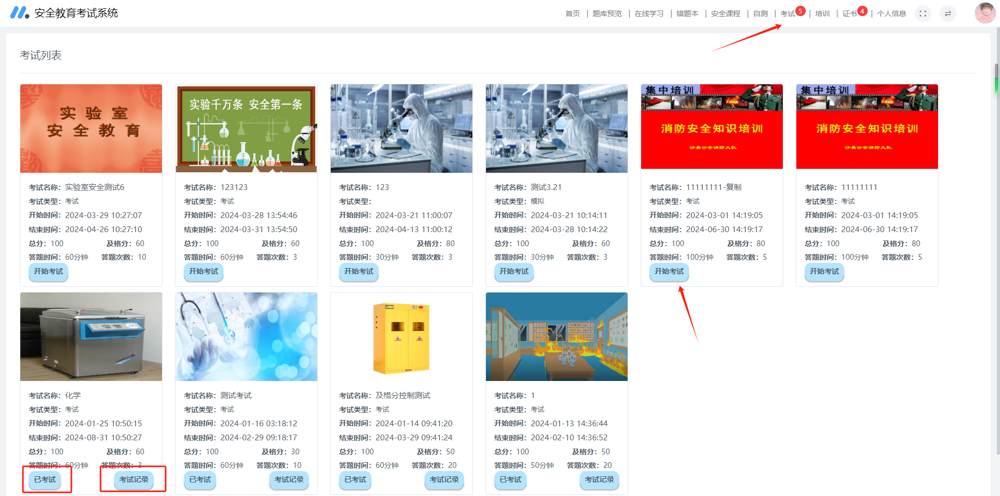 安全教育考试系统
首页 | 题库预览 | 在线学习 | 错题本 | 安全课程 | 自测 | 考试 5 | 培训 | 证书 4 | 个人信息
考试列表
实验室
安全教育
实验千万条 安全第一条
集中培训
消防安全知识培训
沙县公安消防大队
集中培训
消防安全知识培训
沙县公安消防大队
考试名称：实验室安全测试6
考试类型：考试
开始时间：2024-03-29 10:27:07
结束时间：2024-04-26 10:27:10
总分：100 及格分：60
答题时间：60分钟 答题次数：10
开始考试
考试名称：123123
考试类型：考试
开始时间：2024-03-28 13:54:46
结束时间：2024-03-31 13:54:50
总分：100 及格分：60
答题时间：60分钟 答题次数：3
开始考试
考试名称：123
考试类型：
开始时间：2024-03-21 11:00:07
结束时间：2024-04-13 11:00:12
总分：100 及格分：80
答题时间：30分钟 答题次数：3
开始考试
考试名称：测试3.21
考试类型：模拟
开始时间：2024-03-21 10:14:11
结束时间：2024-03-28 10:14:22
总分：100 及格分：60
答题时间：30分钟 答题次数：3
开始考试
考试名称：11111111-复制
考试类型：考试
开始时间：2024-03-01 14:19:05
结束时间：2024-06-30 14:19:17
总分：100 及格分：80
答题时间：100分钟 答题次数：5
开始考试
考试名称：11111111
考试类型：考试
开始时间：2024-03-01 14:19:05
结束时间：2024-06-30 14:19:17
总分：100 及格分：80
答题时间：100分钟 答题次数：5
开始考试
考试名称：化学
考试类型：考试
开始时间：2024-01-25 10:50:15
结束时间：2024-08-31 10:50:27
总分：100 及格分：60
答题时间：60分钟 答题次数：3
已考试 考试记录
考试名称：测试考试
考试类型：考试
开始时间：2024-01-16 03:18:12
结束时间：2024-02-29 09:18:17
总分：100 及格分：30
答题时间：60分钟 答题次数：10
已考试 考试记录
考试名称：及格分控制测试
考试类型：考试
开始时间：2024-01-14 09:41:20
结束时间：2024-03-29 09:41:24
总分：100 及格分：50
答题时间：60分钟 答题次数：20
已考试 考试记录
考试名称：1
考试类型：考试
开始时间：2024-01-13 14:36:44
结束时间：2024-02-10 14:36:52
总分：100 及格分：50
答题时间：50分钟 答题次数：20
已考试 考试记录